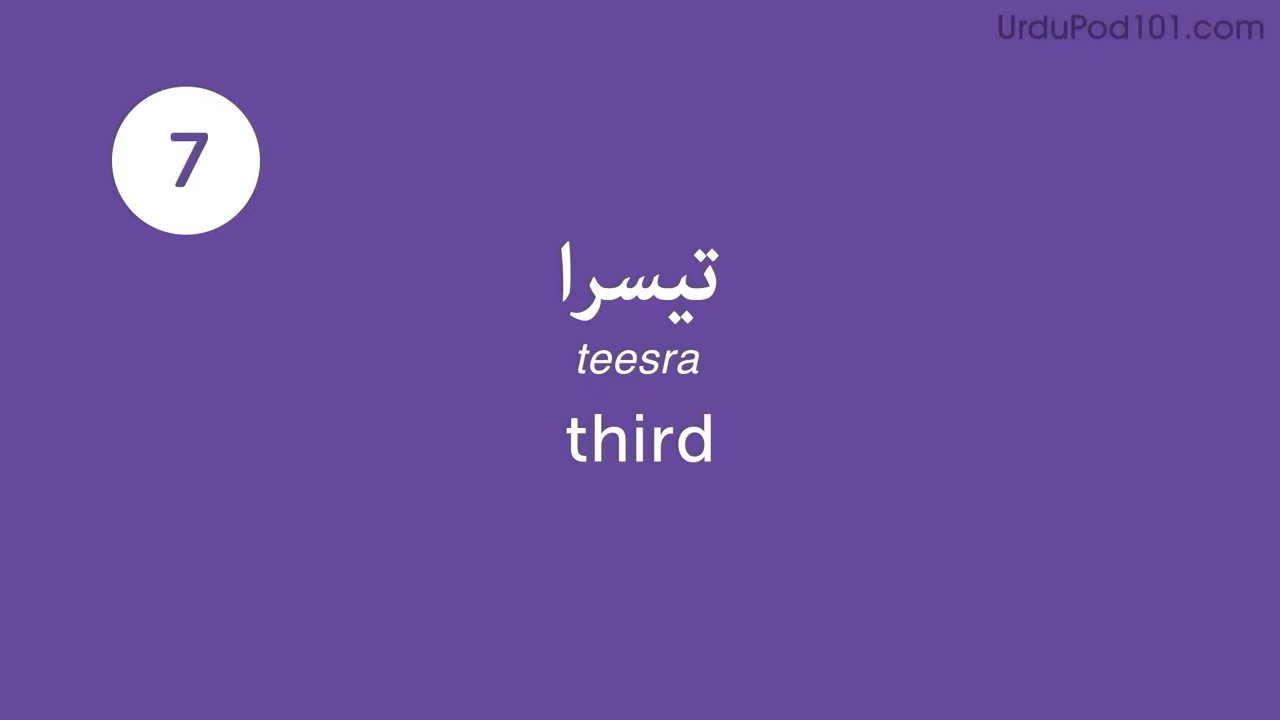 UrduPod101.com
7
تیسرا
teesra
third